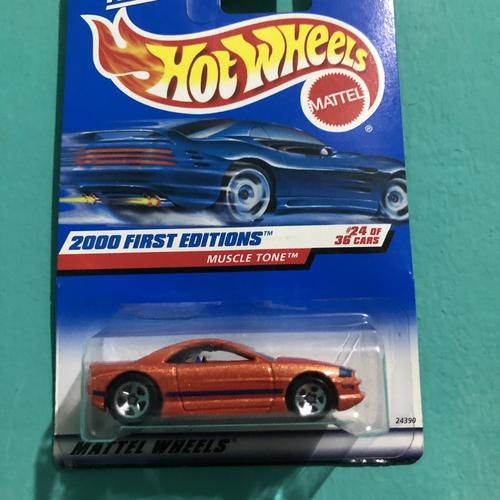 HOT WHEELS
MATTEL
®
2000 FIRST EDITIONS™
#24 OF
36 CARS
MUSCLE TONE™
24390
MATTEL WHEELS®